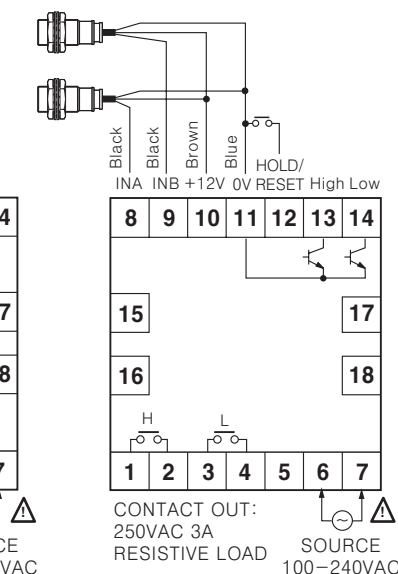 Black
Black
Brown
Blue
HOLD/
INA INB +12V 0V RESET High Low
4 8 9 10 11 12 13 14
7 15 17
8 16 18
H L
7 1 2 3 4 5 6 7
CONTACT OUT:
250VAC 3A
RESISTIVE LOAD
CE SOURCE
VAC 100-240VAC